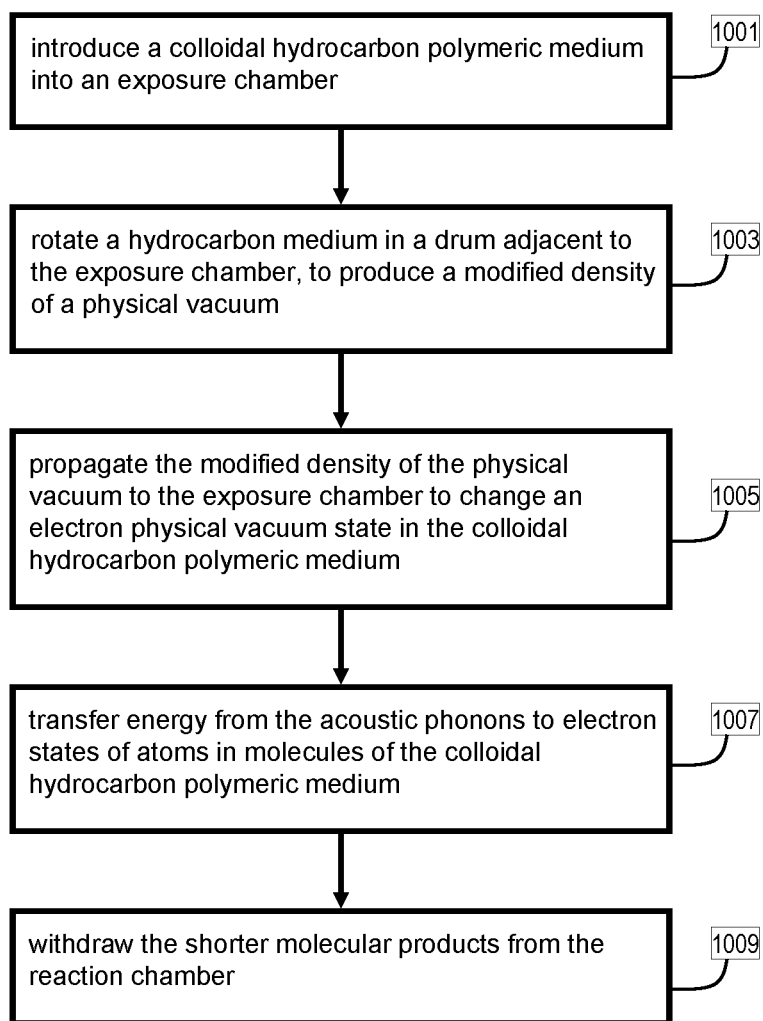 introduce a colloidal hydrocarbon polymeric medium
into an exposure chamber
1001
rotate a hydrocarbon medium in a drum adjacent to
the exposure chamber, to produce a modified density
of a physical vacuum
1003
propagate the modified density of the physical
vacuum to the exposure chamber to change an
electron physical vacuum state in the colloidal
hydrocarbon polymeric medium
1005
transfer energy from the acoustic phonons to electron
states of atoms in molecules of the colloidal
hydrocarbon polymeric medium
1007
withdraw the shorter molecular products from the
reaction chamber
1009